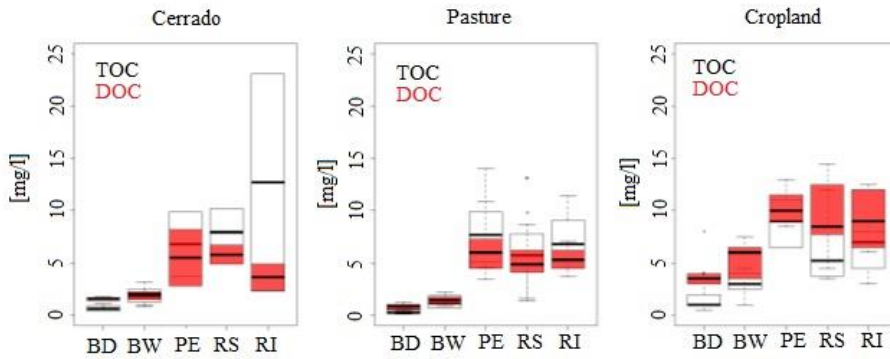 Cerrado
TOC
DOC
[mg/l]
25
20
15
10
5
0
BD BW PE RS RI
Pasture
TOC
DOC
[mg/l]
25
20
15
10
5
0
BD BW PE RS RI
Cropland
TOC
DOC
[mg/l]
25
20
15
10
5
0
BD BW PE RS RI